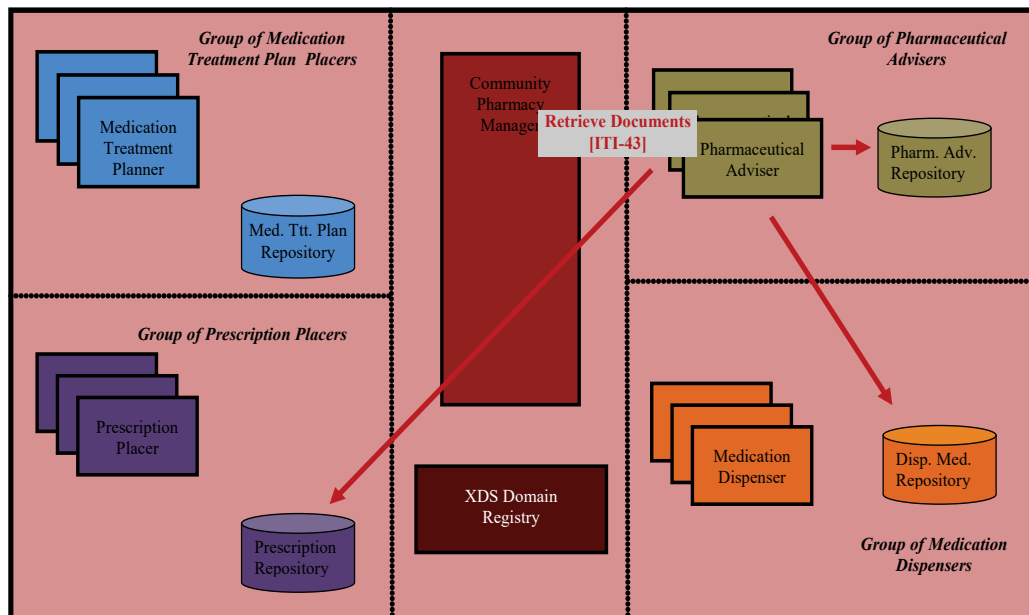 Group of Medication
Treatment Plan Placers
Medication
Treatment
Planner
Med. Ttt. Plan
Repository
Group of Prescription Placers
Prescription
Placer
Prescription
Repository
Community
Pharmacy
Manager
Retrieve Documents
[ITI-43]
XDS Domain
Registry
Group of Pharmaceutical
Advisers
Pharmaceutical
Adviser
Pharm. Adv.
Repository
Medication
Dispenser
Disp. Med.
Repository
Group of Medication
Dispensers